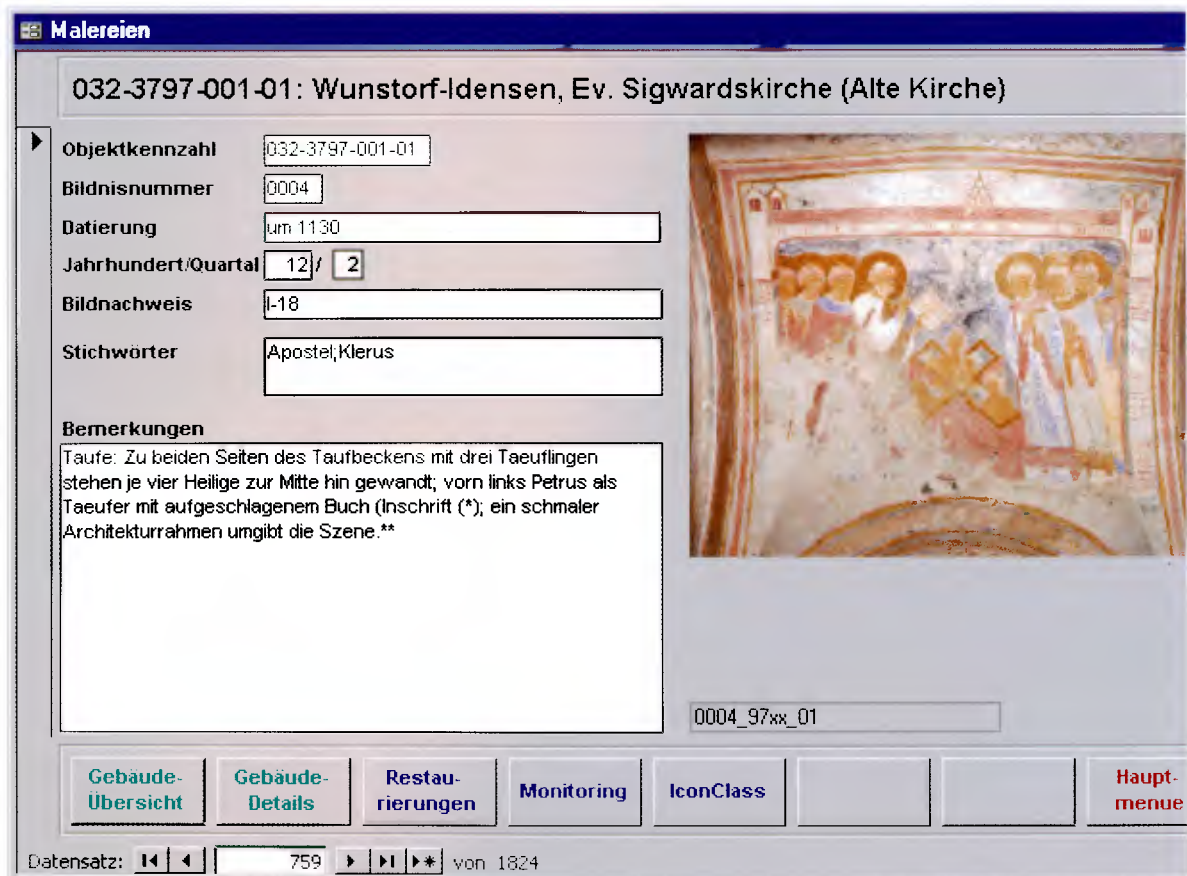 Malereien
032-3797-001-01: Wunstorf-Idensen, Ev. Sigwardskirche (Alte Kirche)
Objektkennzahl 032-3797-001-01
Bildnisnummer 0004
Datierung um 1130
Jahrhundert/Quartal 12 / 2
Bildnachweis I-18
Stichwörter Apostel;Klerus
Bemerkungen
Taufe: Zu beiden Seiten des Taufbeckens mit drei Taeuflingen
stehen je vier Heilige zur Mitte hin gewandt; vorn links Petrus als
Taeufer mit aufgeschlagenem Buch (Inschrift (*); ein schmaler
Architekturrahmen umgibt die Szene.**
0004_97xx_01
Gebäude-
Übersicht
Gebäude-
Details
Restau-
rierungen
Monitoring
IconClass
Haupt-
menue
Datensatz: 759 von 1824